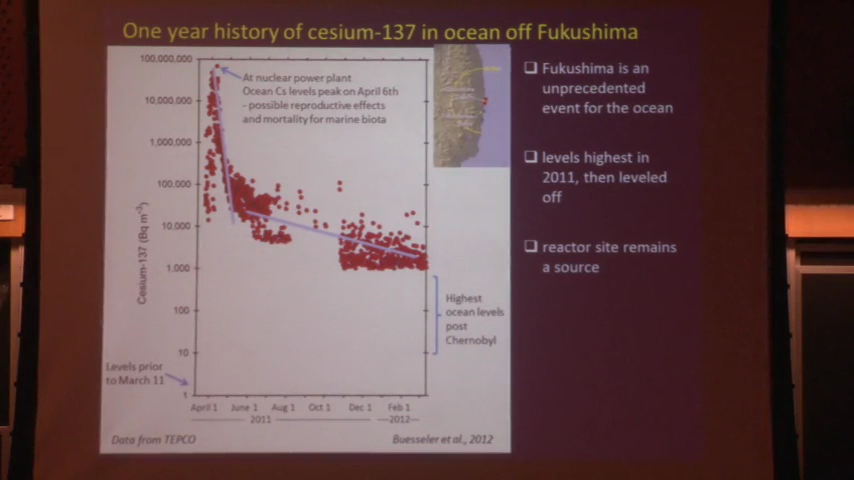 One year history of cesium-137 in ocean off Fukushima
100,000.000
10,000,000
1,000,000
100,000
10,000
1,000
100
10
1
Cesium-137 (Bq m⁻³)
At nuclear power plant
Ocean Cs levels peak on April 6th
- possible reproductive effects
and mortality for marine biota
Highest
ocean levels
post
Chernobyl
Levels prior
to March 11
April 1 June 1 Aug 1 Oct 1 Dec 1 Feb 1
2011 2012
Data from TEPCO
Buesseler et al., 2012
❑ Fukushima is an
unprecedented
event for the ocean
❑ levels highest in
2011, then leveled
off
❑ reactor site remains
a source